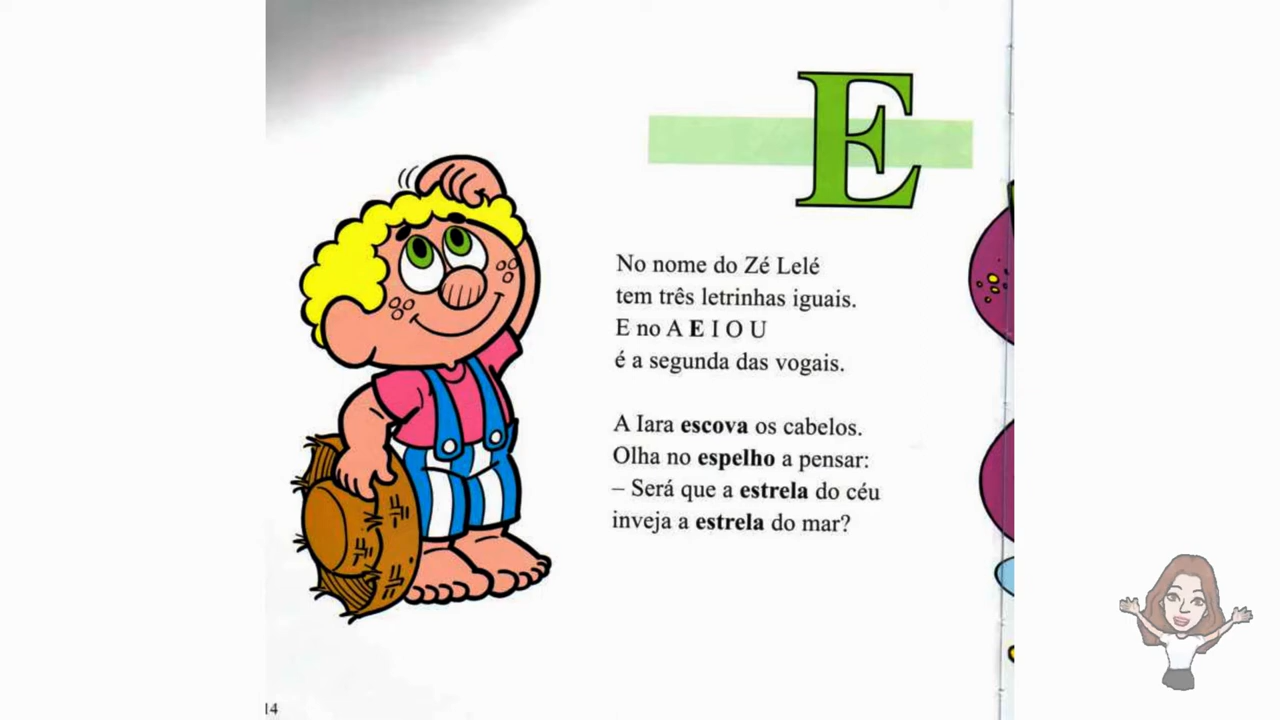 E
No nome do Zé Lelé
tem três letrinhas iguais.
E no A E I O U
é a segunda das vogais.
A Iara escova os cabelos.
Olha no espelho a pensar:
– Será que a estrela do céu
inveja a estrela do mar?
14